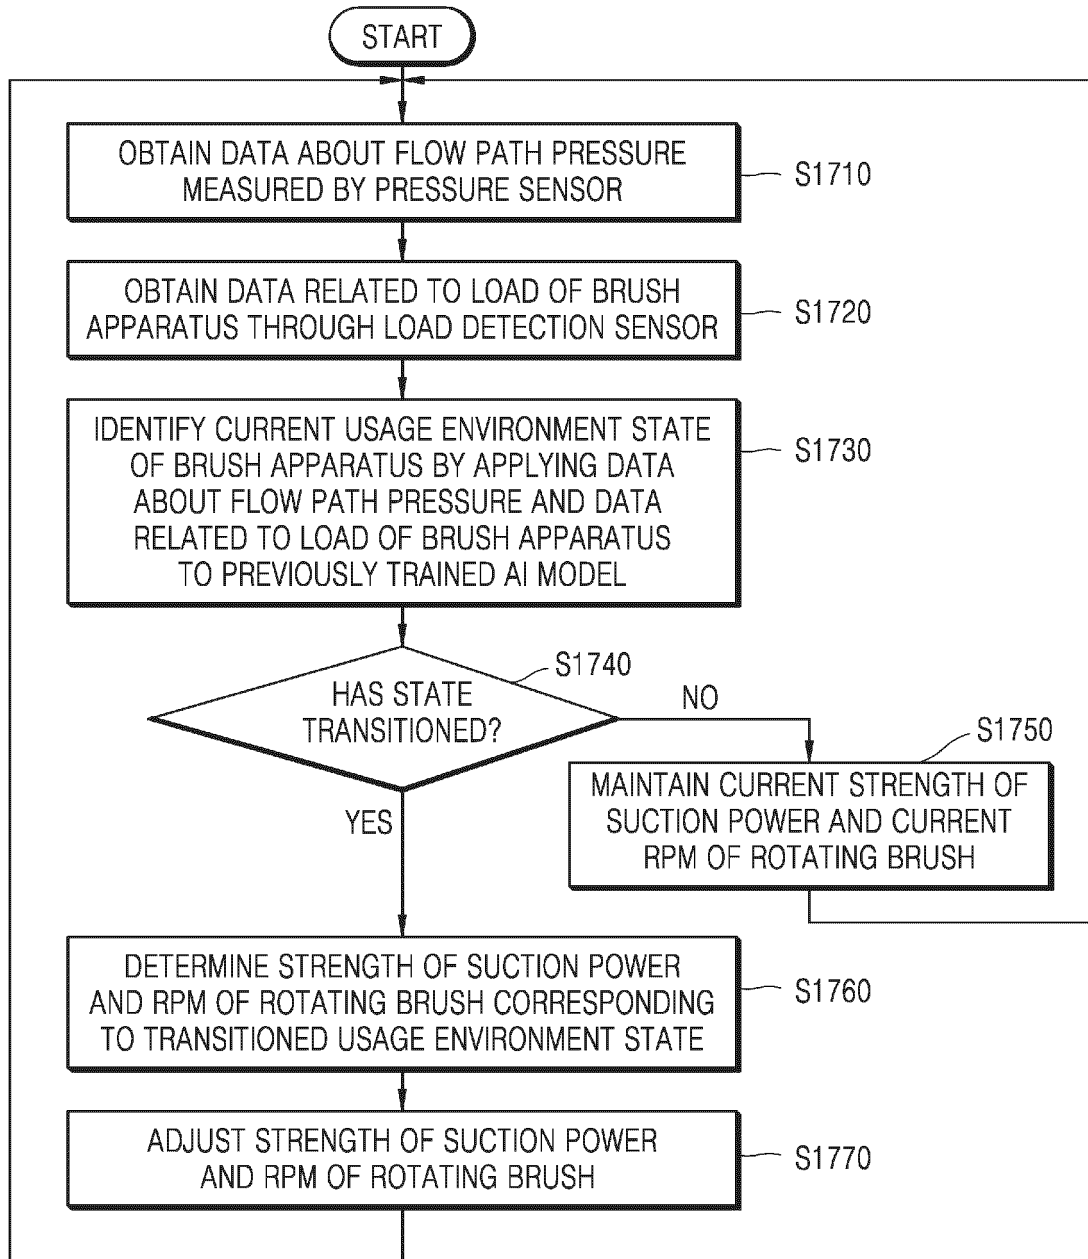 START
OBTAIN DATA ABOUT FLOW PATH PRESSURE
MEASURED BY PRESSURE SENSOR
S1710
OBTAIN DATA RELATED TO LOAD OF BRUSH
APPARATUS THROUGH LOAD DETECTION SENSOR
S1720
IDENTIFY CURRENT USAGE ENVIRONMENT STATE
OF BRUSH APPARATUS BY APPLYING DATA
ABOUT FLOW PATH PRESSURE AND DATA
RELATED TO LOAD OF BRUSH APPARATUS
TO PREVIOUSLY TRAINED AI MODEL
S1730
HAS STATE
TRANSITIONED?
S1740
NO
YES
MAINTAIN CURRENT STRENGTH OF
SUCTION POWER AND CURRENT
RPM OF ROTATING BRUSH
S1750
DETERMINE STRENGTH OF SUCTION POWER
AND RPM OF ROTATING BRUSH CORRESPONDING
TO TRANSITIONED USAGE ENVIRONMENT STATE
S1760
ADJUST STRENGTH OF SUCTION POWER
AND RPM OF ROTATING BRUSH
S1770